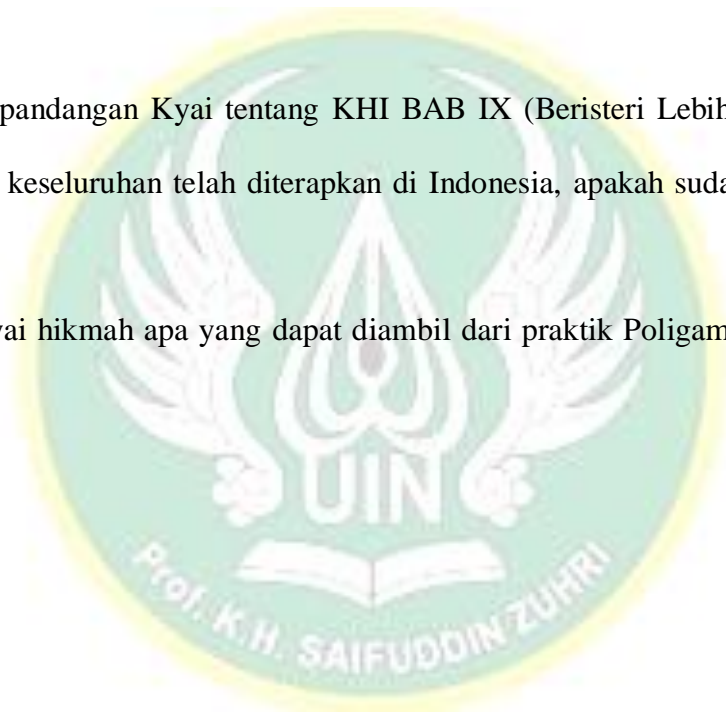 pandangan Kyai tentang KHI BAB IX (Beristeri Lebih
keseluruhan telah diterapkan di Indonesia, apakah suda
ai hikmah apa yang dapat diambil dari praktik Poligam
UIN
Prof. K.H. SAIFUDDIN ZUHRI